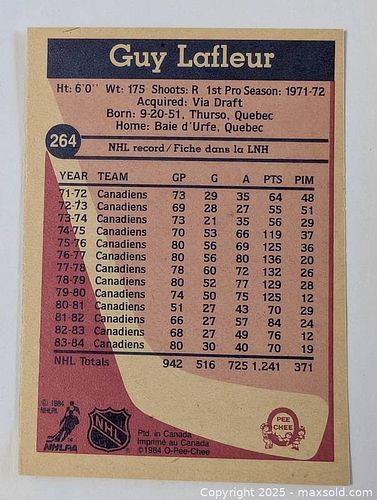 Guy Lafleur
Ht: 6'0" Wt: 175 Shoots: R 1st Pro Season: 1971-72
Acquired: Via Draft
Born: 9-20-51, Thurso, Quebec
Home: Baie d'Urfe, Quebec
264
NHL record/Fiche dans la LNH
YEAR TEAM GP G A PTS PIM
71-72 Canadiens 73 29 35 64 48
72-73 Canadiens 69 28 27 55 51
73-74 Canadiens 73 21 35 56 29
74-75 Canadiens 70 53 66 119 37
75-76 Canadiens 80 56 69 125 36
76-77 Canadiens 80 56 80 136 20
77-78 Canadiens 78 60 72 132 26
78-79 Canadiens 80 52 77 129 28
79-80 Canadiens 74 50 75 125 12
80-81 Canadiens 51 27 43 70 29
81-82 Canadiens 66 27 57 84 24
82-83 Canadiens 68 27 49 76 12
83-84 Canadiens 80 30 40 70 19
NHL Totals 942 516 725 1,241 371
© 1984
NHLPA
NHLPA
NHL
Ptd. in Canada
Imprimé au Canada
©1984 O-Pee-Chee
O
PEE
CHEE
Copyright 2025 - maxsold.com